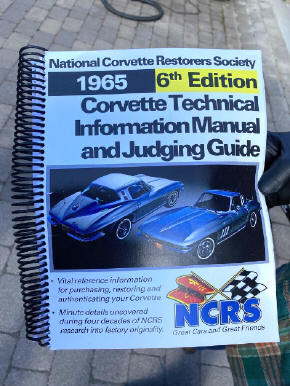 National Corvette Restorers Society
1965 6th Edition
Corvette Technical
Information Manual
and Judging Guide
• Vital reference information
for purchasing, restoring and
authenticating your Corvette.
• Minute details uncovered
during four decades of NCRS
research into factory originality.
NCRS
Great Cars and Great Friends